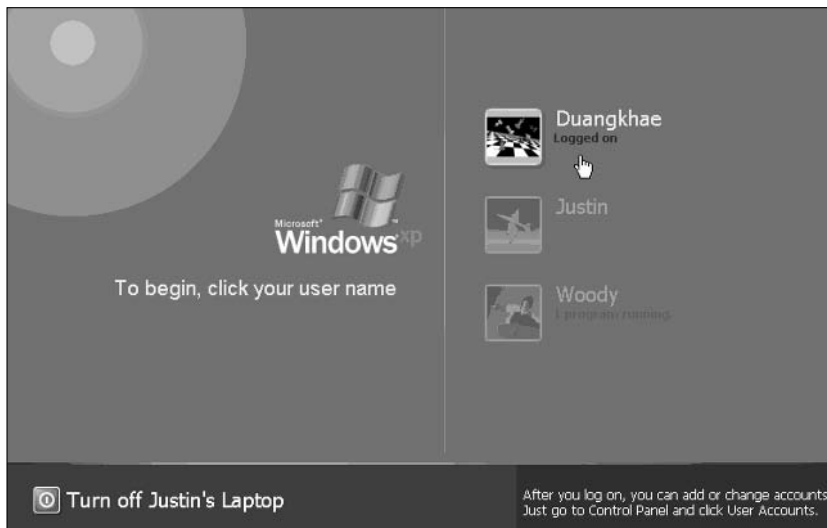 Microsoft®
Windows xp ™
To begin, click your user name
Duangkhae
Logged on
Justin
Woody
1 program running
Turn off Justin's Laptop
After you log on, you can add or change accounts
Just go to Control Panel and click User Accounts.